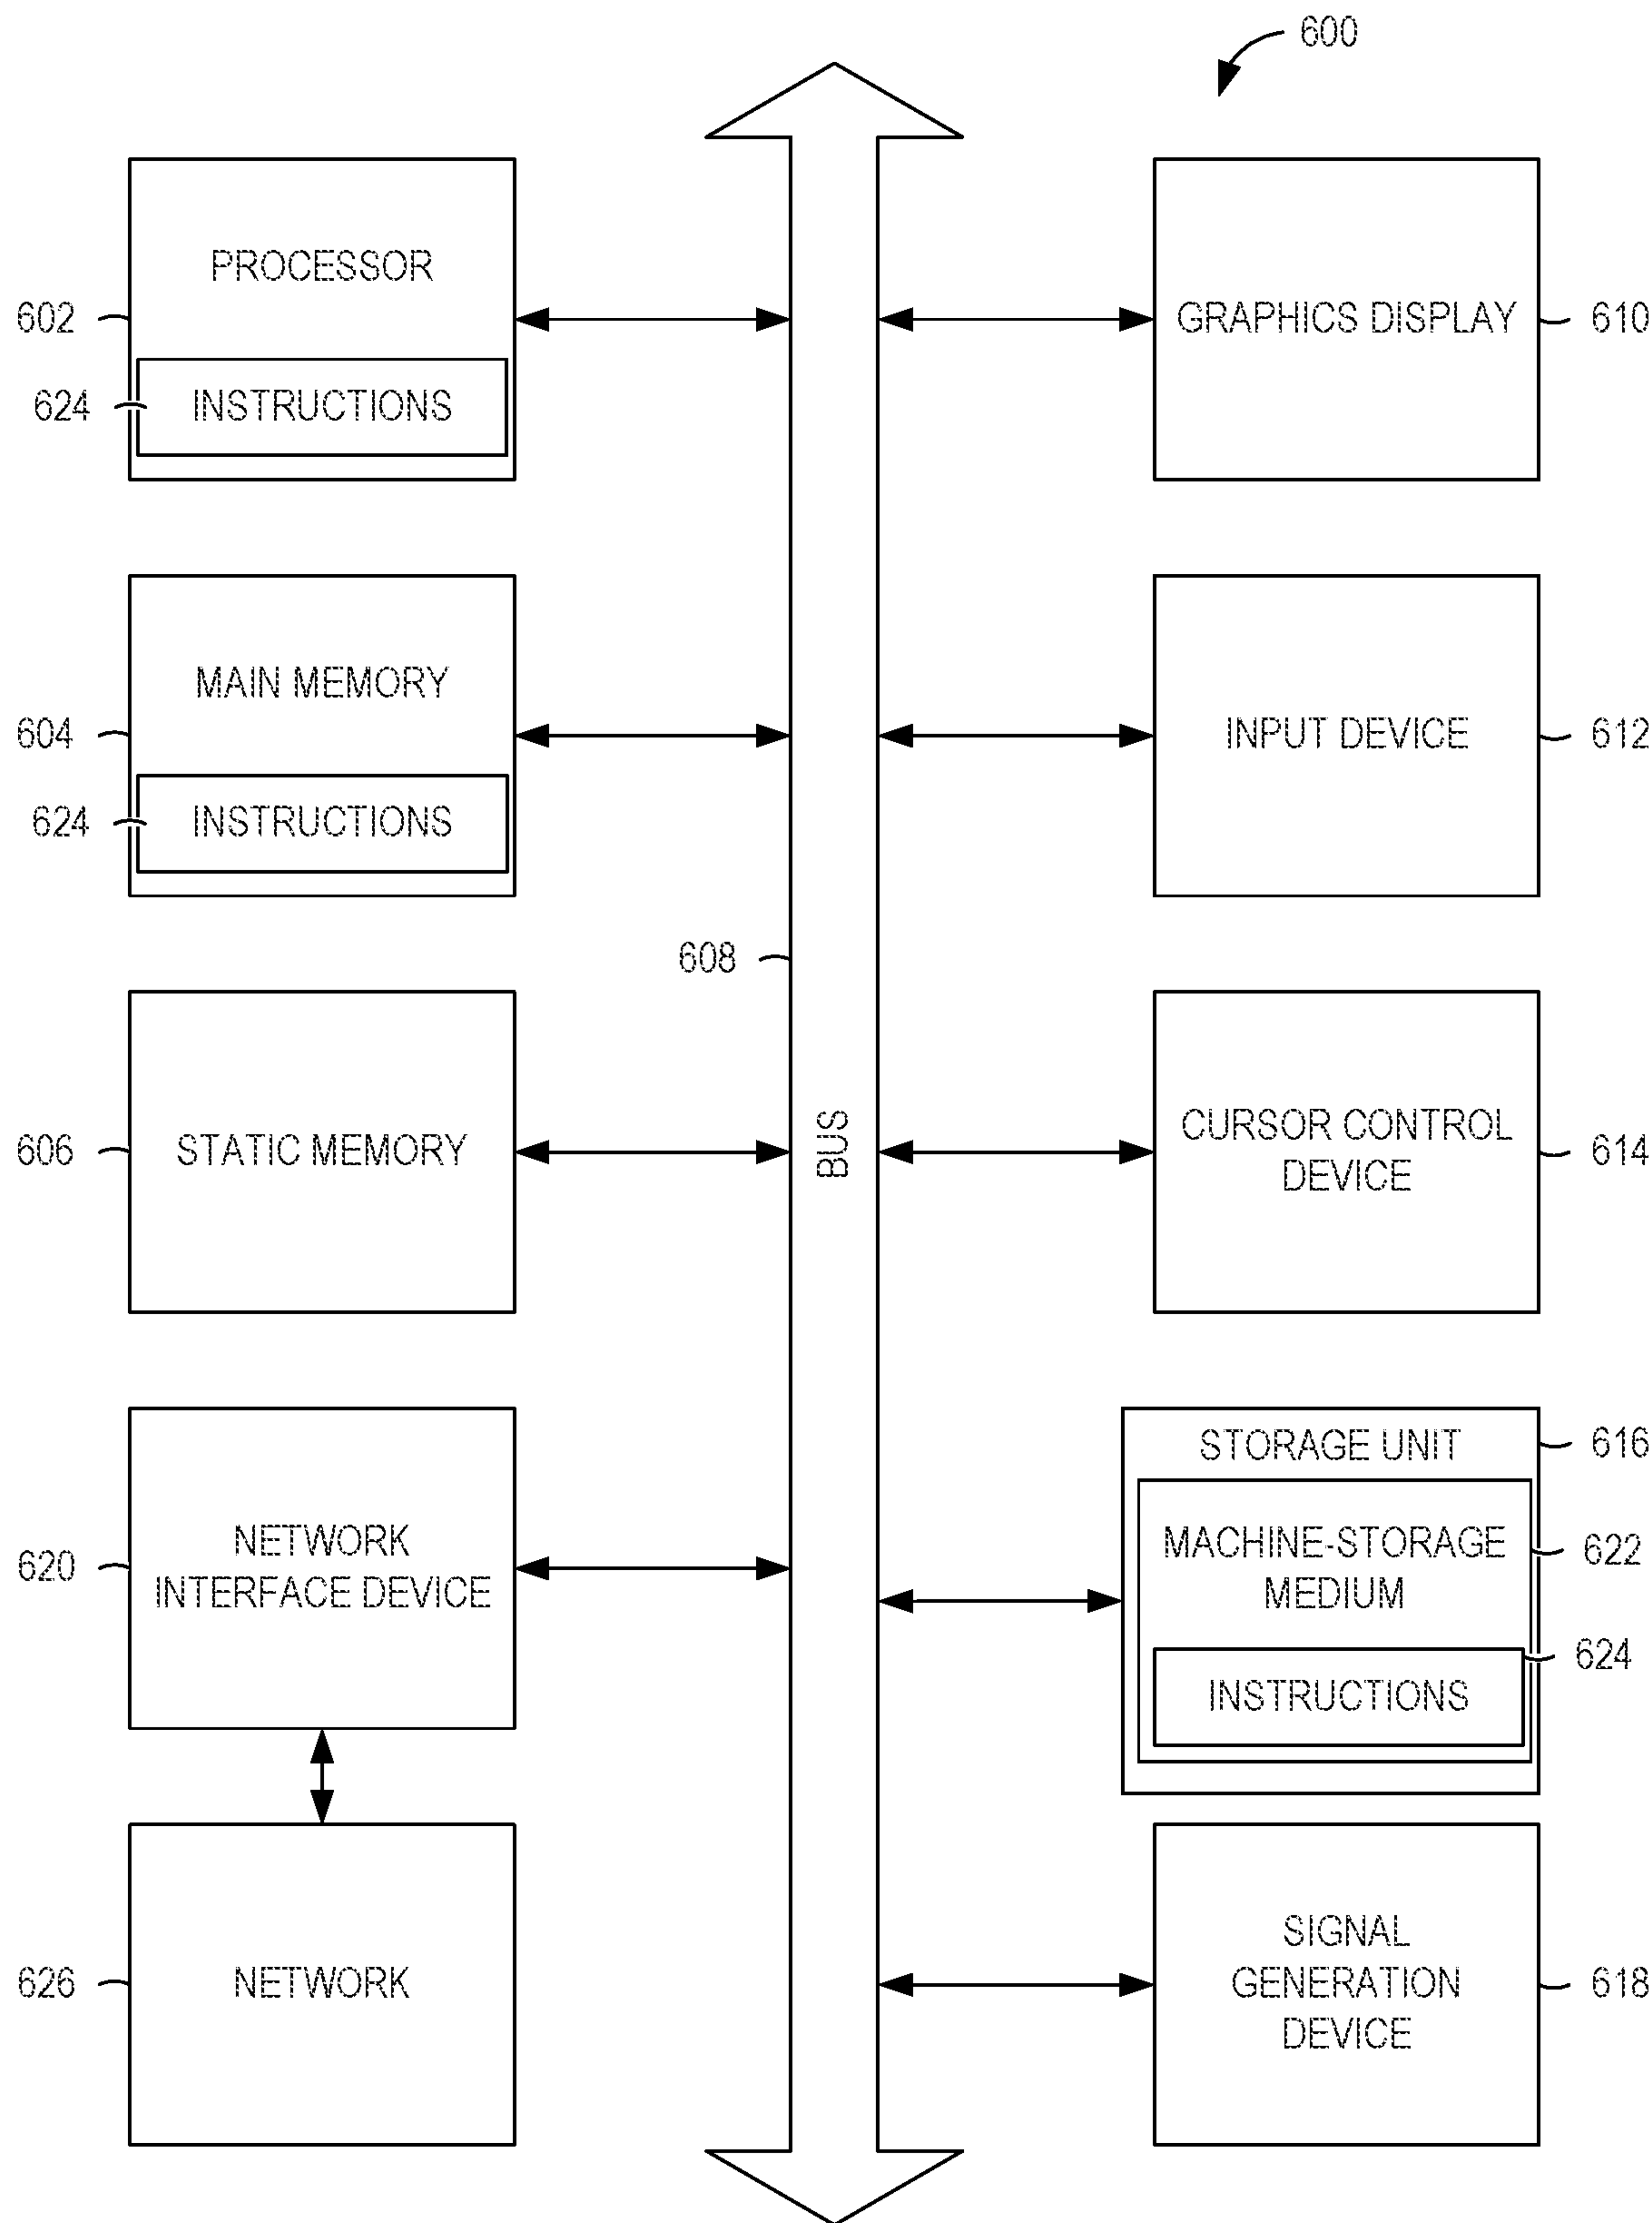 600
PROCESSOR
602
624
INSTRUCTIONS
GRAPHICS DISPLAY
610
MAIN MEMORY
604
624
INSTRUCTIONS
INPUT DEVICE
612
608
BUS
606
STATIC MEMORY
CURSOR CONTROL
DEVICE
614
620
NETWORK
INTERFACE DEVICE
STORAGE UNIT
616
MACHINE-STORAGE
MEDIUM
622
624
INSTRUCTIONS
626
NETWORK
SIGNAL
GENERATION
DEVICE
618